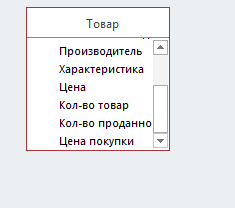 Товар
Производитель
Характеристика
Цена
Кол-во товар
Кол-во проданно
Цена покупки